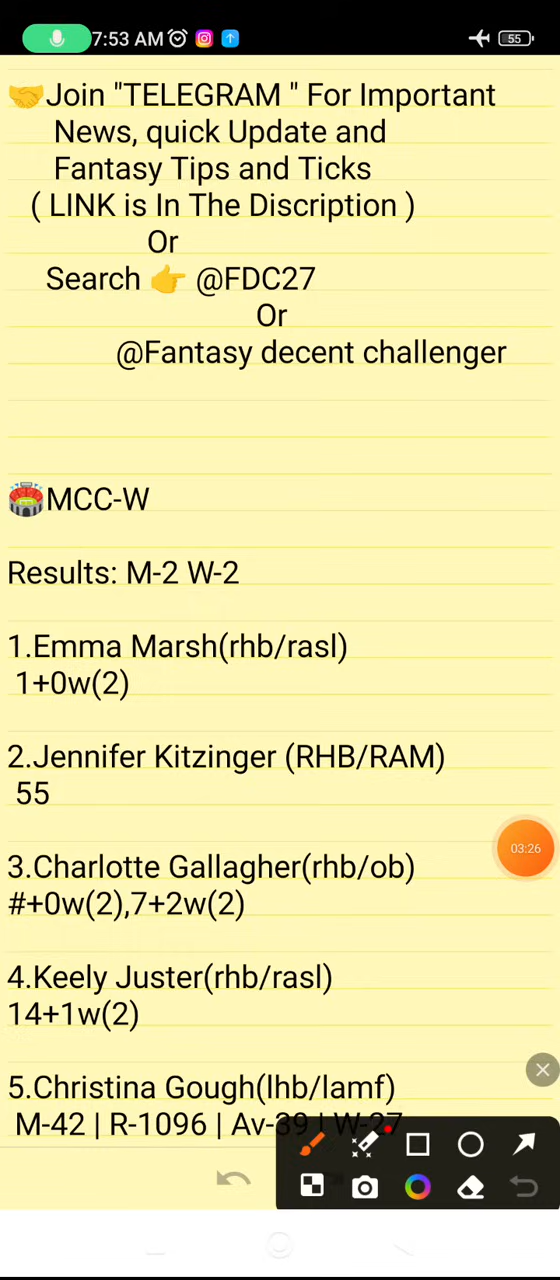 7:53 AM
55
🤝Join "TELEGRAM " For Important
News, quick Update and
Fantasy Tips and Ticks
( LINK is In The Discription )
Or
Search 👉 @FDC27
Or
@Fantasy decent challenger
🏟️MCC-W
Results: M-2 W-2
1.Emma Marsh(rhb/rasl)
1+0w(2)
2.Jennifer Kitzinger (RHB/RAM)
55
03:26
3.Charlotte Gallagher(rhb/ob)
#+0w(2),7+2w(2)
4.Keely Juster(rhb/rasl)
14+1w(2)
5.Christina Gough(lhb/lamf)
M-42 | R-1096 | Av-39 | W-27